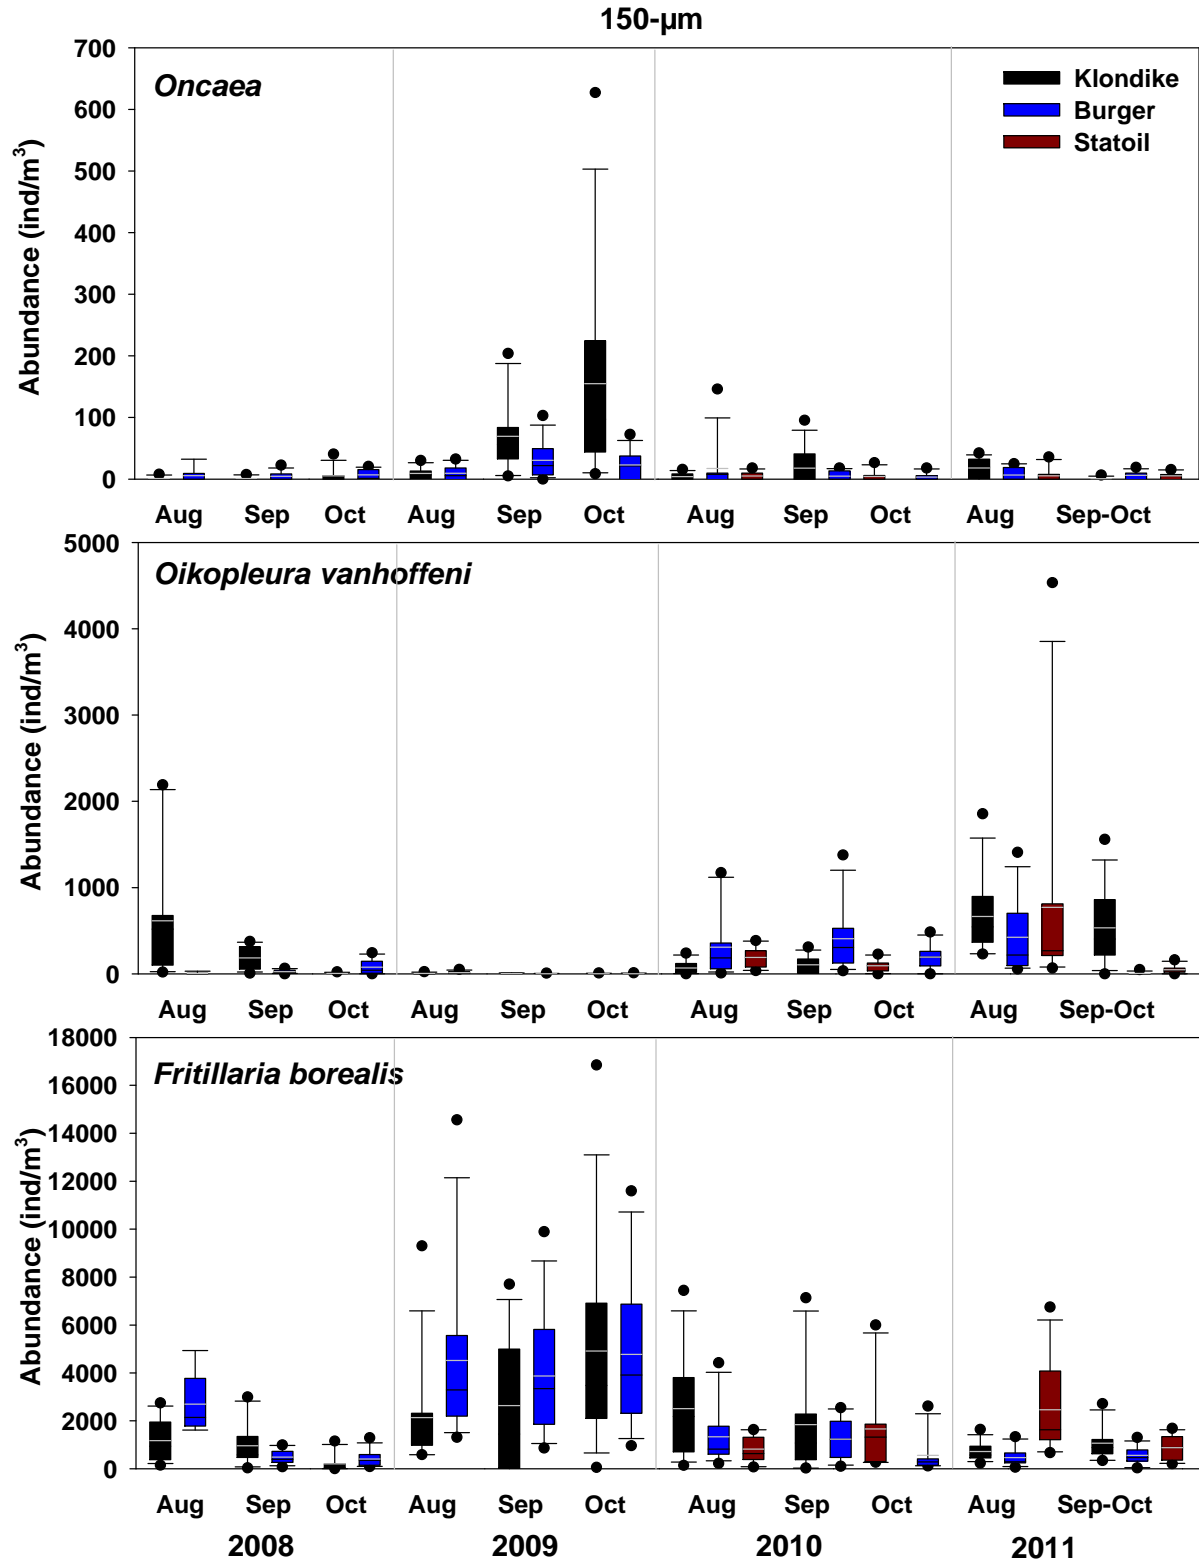 150-µm
Oncaea
Klondike
Burger
Statoil
Abundance (ind/m³)
700
600
500
400
300
200
100
0
Aug Sep Oct Aug Sep Oct Aug Sep Oct Aug Sep-Oct
Oikopleura vanhoffeni
Abundance (ind/m³)
5000
4000
3000
2000
1000
0
Aug Sep Oct Aug Sep Oct Aug Sep Oct Aug Sep-Oct
Fritillaria borealis
Abundance (ind/m³)
18000
16000
14000
12000
10000
8000
6000
4000
2000
0
Aug Sep Oct Aug Sep Oct Aug Sep Oct Aug Sep-Oct
2008 2009 2010 2011